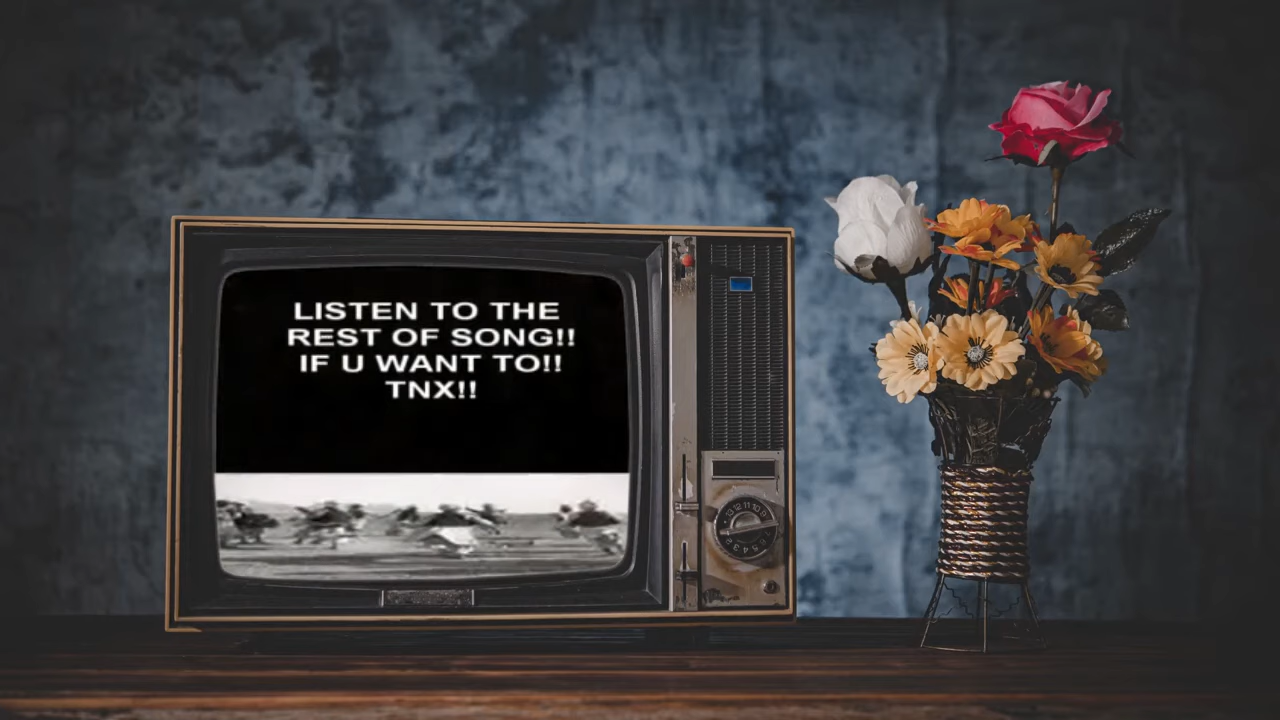 LISTEN TO THE
REST OF SONG!!
IF U WANT TO!!
TNX!!